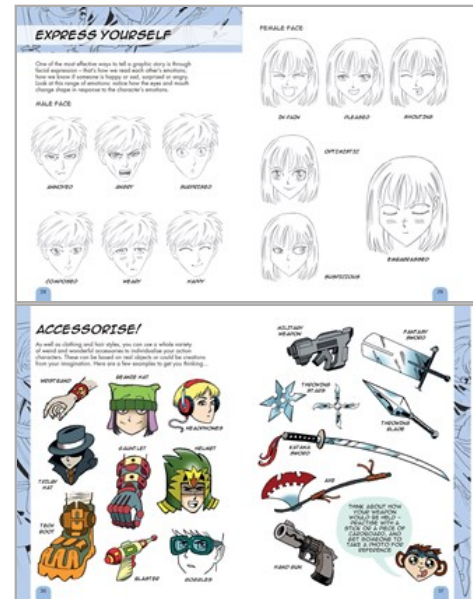 EXPRESS YOURSELF
One of the most effective ways to tell a graphic story is through
facial expression – that's how we read each other's emotions,
how we know if someone is happy or sad, surprised or angry.
Look at this range of emotions: notice how the eyes and mouth
change shape in response to the character's emotions.
MALE FACE
ANNOYED
ANGRY
SURPRISED
COMPOSED
WEARY
HAPPY
28
FEMALE FACE
IN PAIN
PLEASED
SHOUTING
OPTIMISTIC
SUSPICIOUS
EMBARRASSED
29
ACCESSORISE!
As well as clothing and hair styles, you can use a whole variety
of weird and wonderful accessories to individualise your action
characters. These can be based on real objects or could be creations
from your imagination. Here are a few examples to get you thinking...
WRISTBAND
BEANIE HAT
HEADPHONES
TRILBY
HAT
GAUNTLET
HELMET
TECH
BOOT
BLASTER
GOGGLES
30
MILITARY
WEAPON
FANTASY
SWORD
THROWING
STARS
THROWING
BLADE
KATANA
SWORD
AXE
HAND GUN
THINK ABOUT HOW
YOUR WEAPON
WOULD BE HELD –
PRACTISE WITH A
STICK OR A PIECE OF
CARDBOARD, AND
GET SOMEONE TO
TAKE A PHOTO FOR
REFERENCE
31